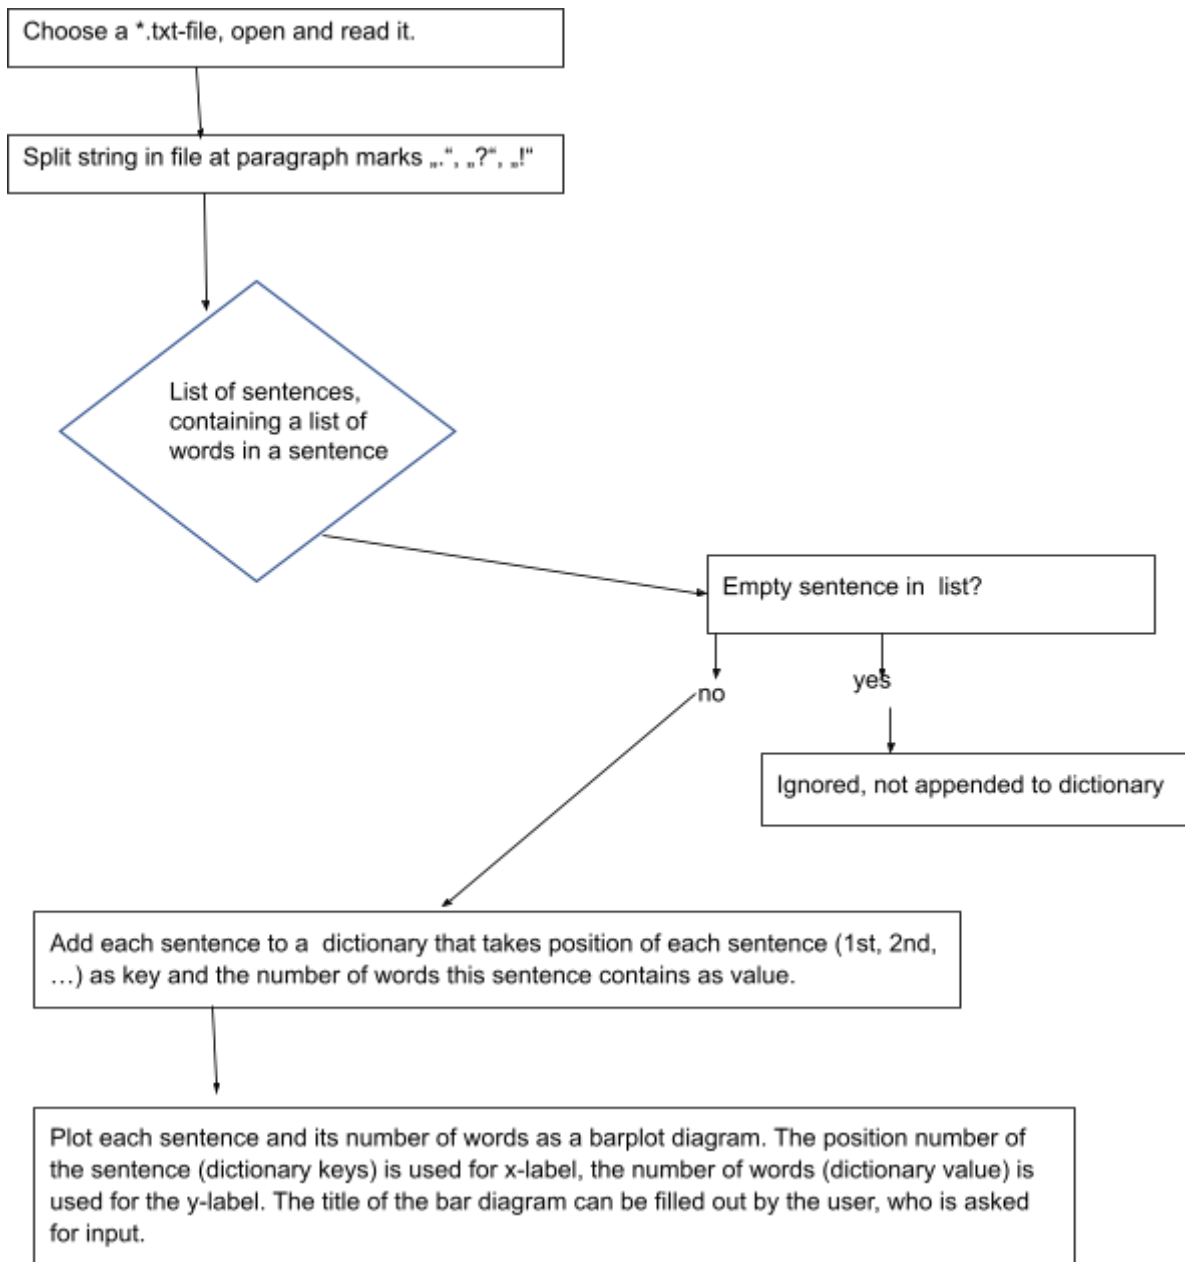 Choose a *.txt-file, open and read it.
Split string in file at paragraph marks „.“, „?“, „!“
List of sentences,
containing a list of
words in a sentence
Empty sentence in  list?
no
yes
Ignored, not appended to dictionary
Add each sentence to a  dictionary that takes position of each sentence (1st, 2nd,
…) as key and the number of words this sentence contains as value.
Plot each sentence and its number of words as a barplot diagram. The position number of
the sentence (dictionary keys) is used for x-label, the number of words (dictionary value) is
used for the y-label. The title of the bar diagram can be filled out by the user, who is asked
for input.